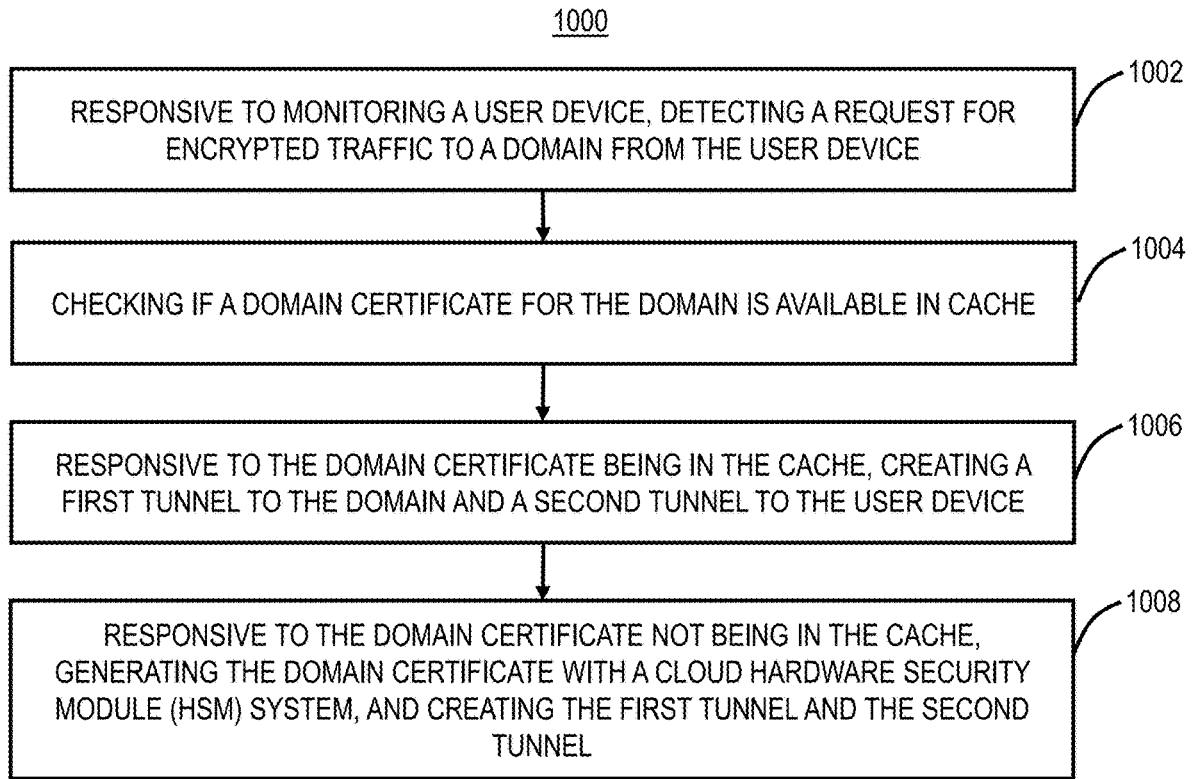 1000
RESPONSIVE TO MONITORING A USER DEVICE, DETECTING A REQUEST FOR
ENCRYPTED TRAFFIC TO A DOMAIN FROM THE USER DEVICE
1002
CHECKING IF A DOMAIN CERTIFICATE FOR THE DOMAIN IS AVAILABLE IN CACHE
1004
RESPONSIVE TO THE DOMAIN CERTIFICATE BEING IN THE CACHE, CREATING A
FIRST TUNNEL TO THE DOMAIN AND A SECOND TUNNEL TO THE USER DEVICE
1006
RESPONSIVE TO THE DOMAIN CERTIFICATE NOT BEING IN THE CACHE,
GENERATING THE DOMAIN CERTIFICATE WITH A CLOUD HARDWARE SECURITY
MODULE (HSM) SYSTEM, AND CREATING THE FIRST TUNNEL AND THE SECOND
TUNNEL
1008